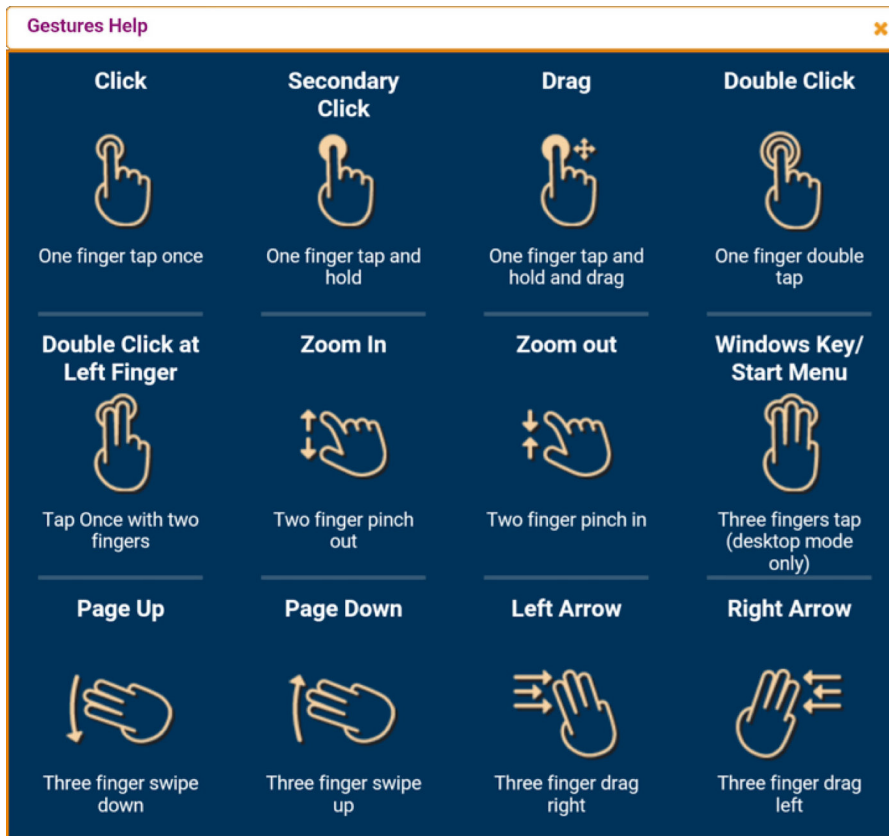 Gestures Help
Click
Secondary
Click
Drag
Double Click
One finger tap once
One finger tap and
hold
One finger tap and
hold and drag
One finger double
tap
Double Click at
Left Finger
Zoom In
Zoom out
Windows Key/
Start Menu
Tap Once with two
fingers
Two finger pinch
out
Two finger pinch in
Three fingers tap
(desktop mode
only)
Page Up
Page Down
Left Arrow
Right Arrow
Three finger swipe
down
Three finger swipe
up
Three finger drag
right
Three finger drag
left